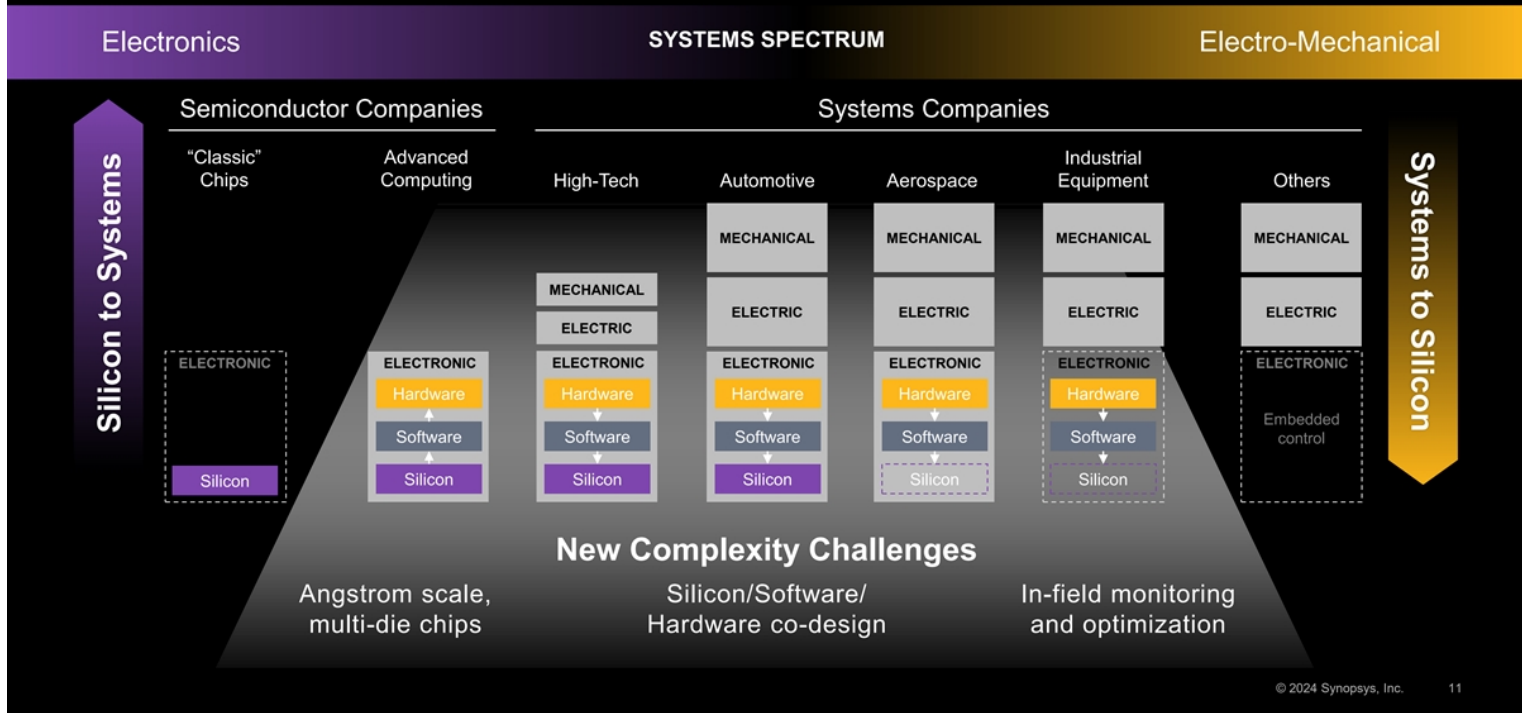 Electronics
SYSTEMS SPECTRUM
Electro-Mechanical
Silicon to Systems
Semiconductor Companies
Systems Companies
"Classic"
Chips
Advanced
Computing
High-Tech
Automotive
Aerospace
Industrial
Equipment
Others
ELECTRONIC
Silicon
ELECTRONIC
Hardware
Software
Silicon
MECHANICAL
ELECTRIC
ELECTRONIC
Hardware
Software
Silicon
MECHANICAL
ELECTRIC
ELECTRONIC
Hardware
Software
Silicon
MECHANICAL
ELECTRIC
ELECTRONIC
Hardware
Software
Silicon
MECHANICAL
ELECTRIC
ELECTRONIC
Hardware
Software
Silicon
MECHANICAL
ELECTRIC
ELECTRONIC
Embedded
control
Systems to Silicon
New Complexity Challenges
Angstrom scale,
multi-die chips
Silicon/Software/
Hardware co-design
In-field monitoring
and optimization
© 2024 Synopsys, Inc.
11